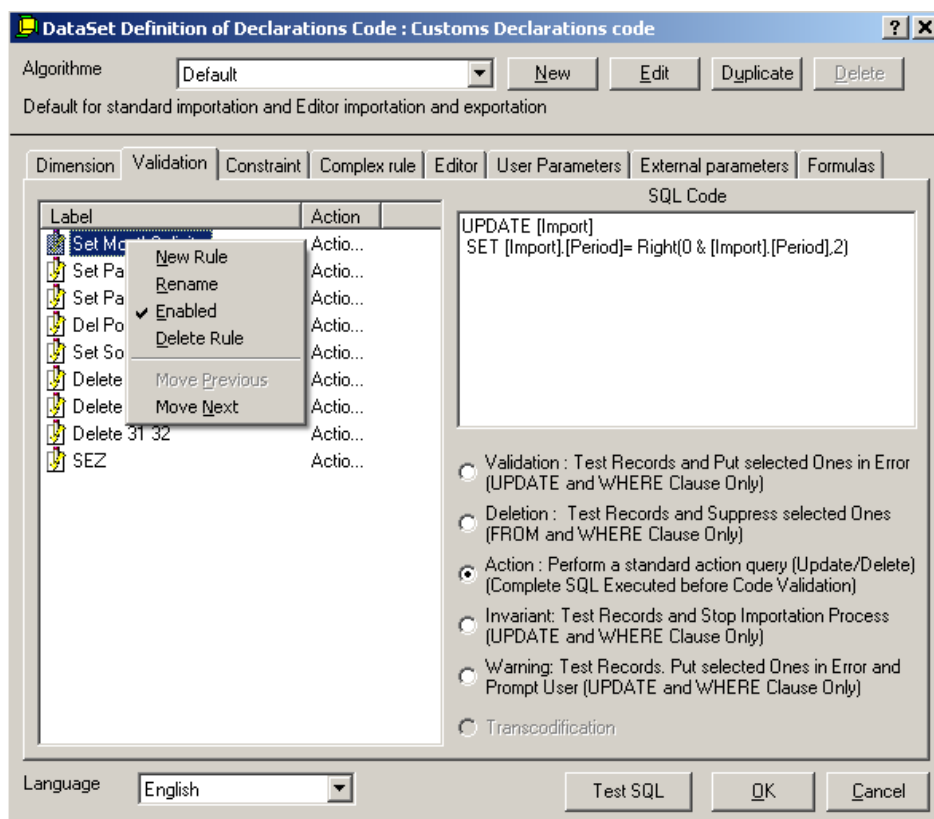 DataSet Definition of Declarations Code : Customs Declarations code
Algorithme Default New Edit Duplicate Delete
Default for standard importation and Editor importation and exportation
Dimension Validation Constraint Complex rule Editor User Parameters External parameters Formulas
SQL Code
Label Action
UPDATE [Import]
SET [Import].[Period]= Right(0 & [Import].[Period],2)
Set Actio...
Set Pa Actio...
Set Pa Actio...
Del Po Actio...
Set So Actio...
Delete Actio...
Delete Actio...
Delete 31 32 Actio...
SEZ Actio...
New Rule
Rename
Enabled
Delete Rule
Move Previous
Move Next
Validation : Test Records and Put selected Ones in Error
(UPDATE and WHERE Clause Only)
Deletion : Test Records and Suppress selected Ones
(FROM and WHERE Clause Only)
Action : Perform a standard action query (Update/Delete)
(Complete SQL Executed before Code Validation)
Invariant: Test Records and Stop Importation Process
(UPDATE and WHERE Clause Only)
Warning: Test Records. Put selected Ones in Error and
Prompt User (UPDATE and WHERE Clause Only)
Transcodification
Language English Test SQL OK Cancel